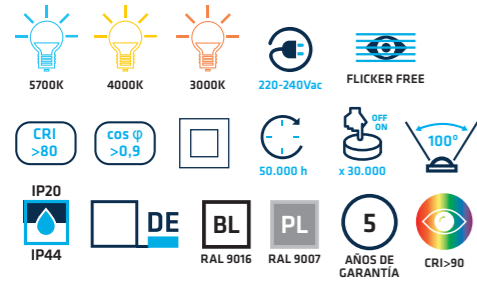 5700K
4000K
3000K
220-240Vac
FLICKER FREE
CRI
>80
cos φ
>0,9
50.000 h
OFF
ON
x 30.000
100°
IP20
IP44
DE
BL
RAL 9016
PL
RAL 9007
5
AÑOS DE
GARANTÍA
CRI>90